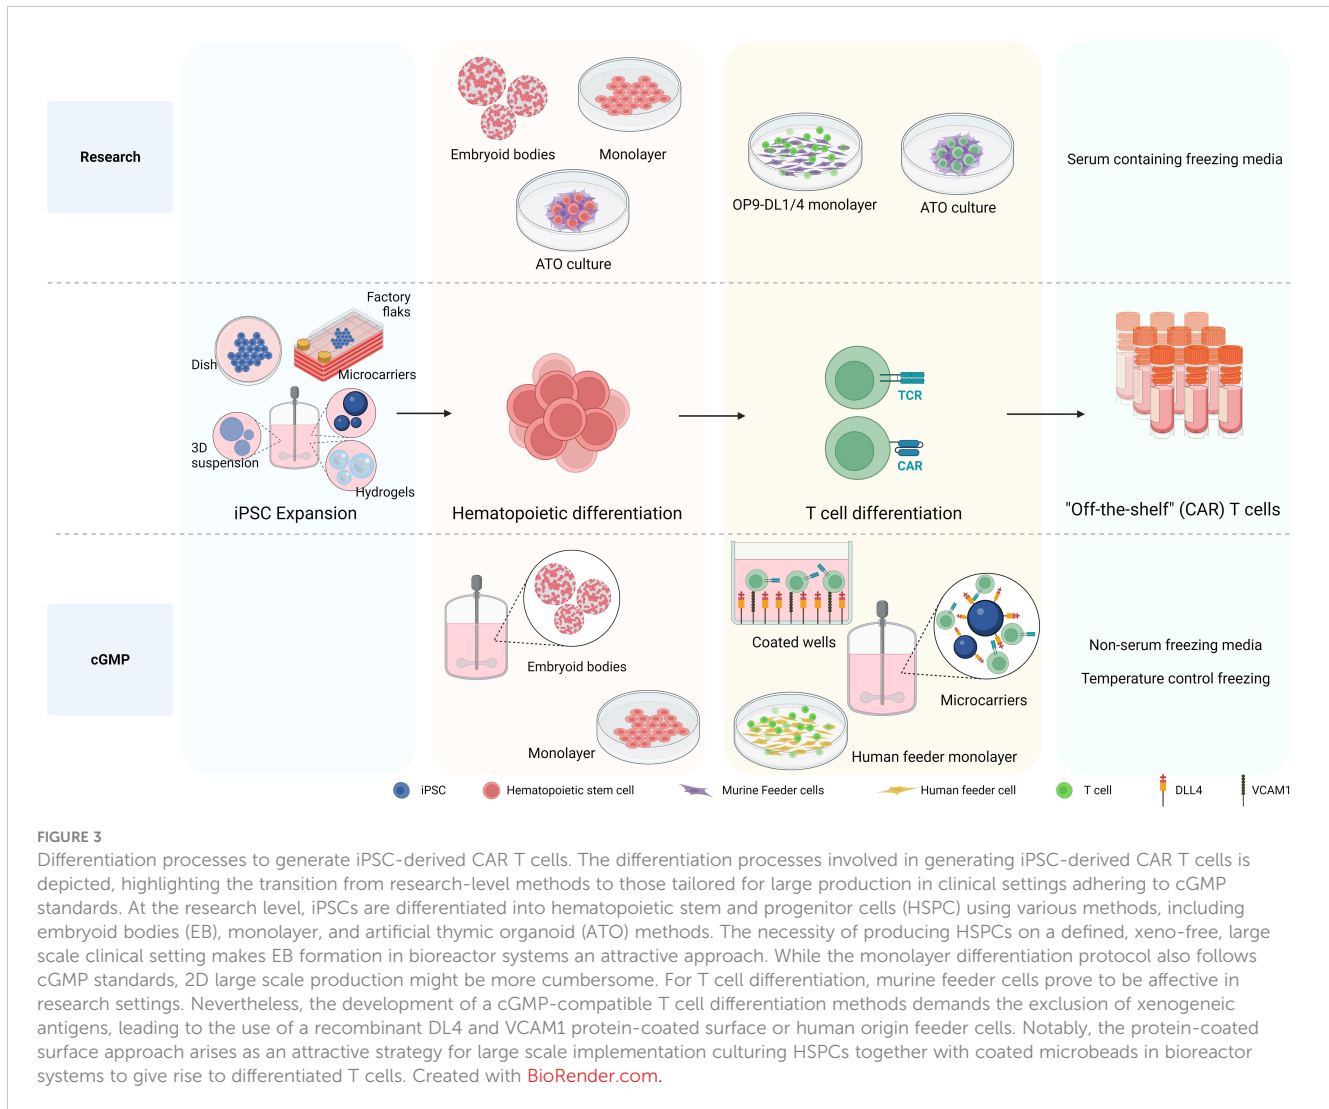 Research
Embryoid bodies
Monolayer
ATO culture
OP9-DL1/4 monolayer
ATO culture
Serum containing freezing media
Factory
flaks
Dish
Microcarriers
3D
suspension
Hydrogels
iPSC Expansion
Hematopoietic differentiation
TCR
CAR
T cell differentiation
"Off-the-shelf" (CAR) T cells
cGMP
Embryoid bodies
Monolayer
Coated wells
Microcarriers
Human feeder monolayer
Non-serum freezing media
Temperature control freezing
iPSC
Hematopoietic stem cell
Murine Feeder cells
Human feeder cell
T cell
DLL4
VCAM1
FIGURE 3
Differentiation processes to generate iPSC-derived CAR T cells. The differentiation processes involved in generating iPSC-derived CAR T cells is
depicted, highlighting the transition from research-level methods to those tailored for large production in clinical settings adhering to cGMP
standards. At the research level, iPSCs are differentiated into hematopoietic stem and progenitor cells (HSPC) using various methods, including
embryoid bodies (EB), monolayer, and artificial thymic organoid (ATO) methods. The necessity of producing HSPCs on a defined, xeno-free, large
scale clinical setting makes EB formation in bioreactor systems an attractive approach. While the monolayer differentiation protocol also follows
cGMP standards, 2D large scale production might be more cumbersome. For T cell differentiation, murine feeder cells prove to be affective in
research settings. Nevertheless, the development of a cGMP-compatible T cell differentiation methods demands the exclusion of xenogeneic
antigens, leading to the use of a recombinant DL4 and VCAM1 protein-coated surface or human origin feeder cells. Notably, the protein-coated
surface approach arises as an attractive strategy for large scale implementation culturing HSPCs together with coated microbeads in bioreactor
systems to give rise to differentiated T cells. Created with BioRender.com.